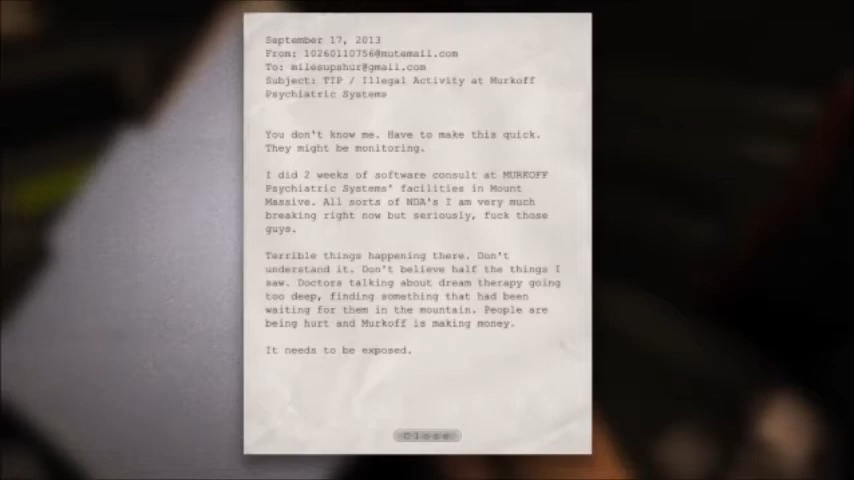 September 17, 2013
From: 10260110756@mutemail.com
To: milesupshur@gmail.com
Subject: TIP / Illegal Activity at Murkoff
Psychiatric Systems
You don't know me. Have to make this quick.
They might be monitoring.
I did 2 weeks of software consult at MURKOFF
Psychiatric Systems' facilities in Mount
Massive. All sorts of NDA's I am very much
breaking right now but seriously, fuck those
guys.
Terrible things happening there. Don't
understand it. Don't believe half the things I
saw. Doctors talking about dream therapy going
too deep, finding something that had been
waiting for them in the mountain. People are
being hurt and Murkoff is making money.
It needs to be exposed.
Close